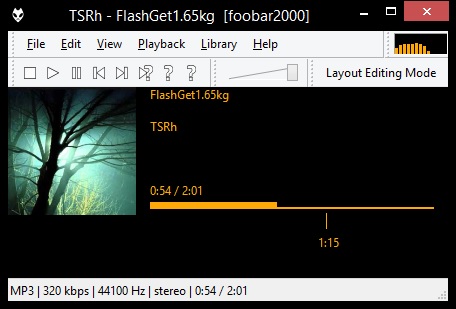 TSRh - FlashGet1.65kg [foobar2000]
File Edit View Playback Library Help
? ? ? Layout Editing Mode
FlashGet1.65kg
TSRh
0:54 / 2:01
1:15
MP3 | 320 kbps | 44100 Hz | stereo | 0:54 / 2:01